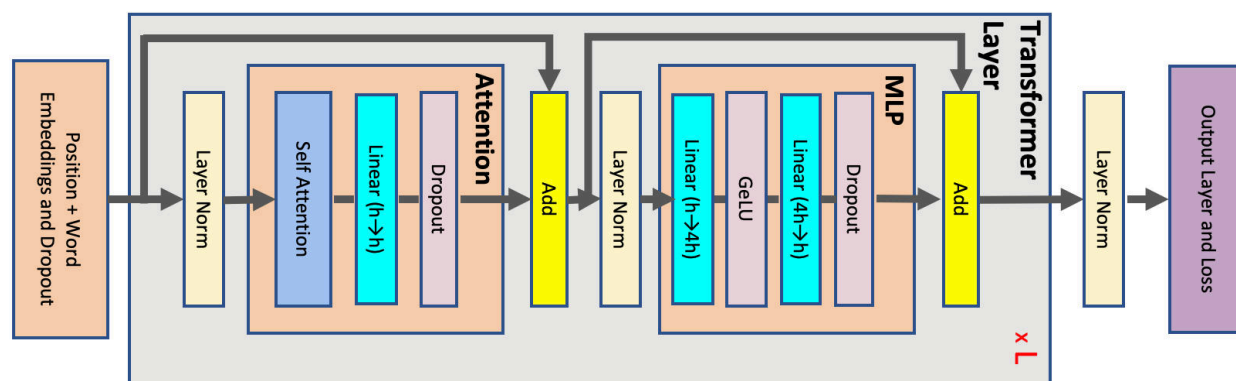 Position + Word
Embeddings and Dropout
Layer Norm
Self Attention
Linear (h→h)
Dropout
Attention
Add
Layer Norm
Linear (h→4h)
GeLU
Linear (4h→h)
Dropout
MLP
Add
Transformer
Layer
x L
Layer Norm
Output Layer and Loss